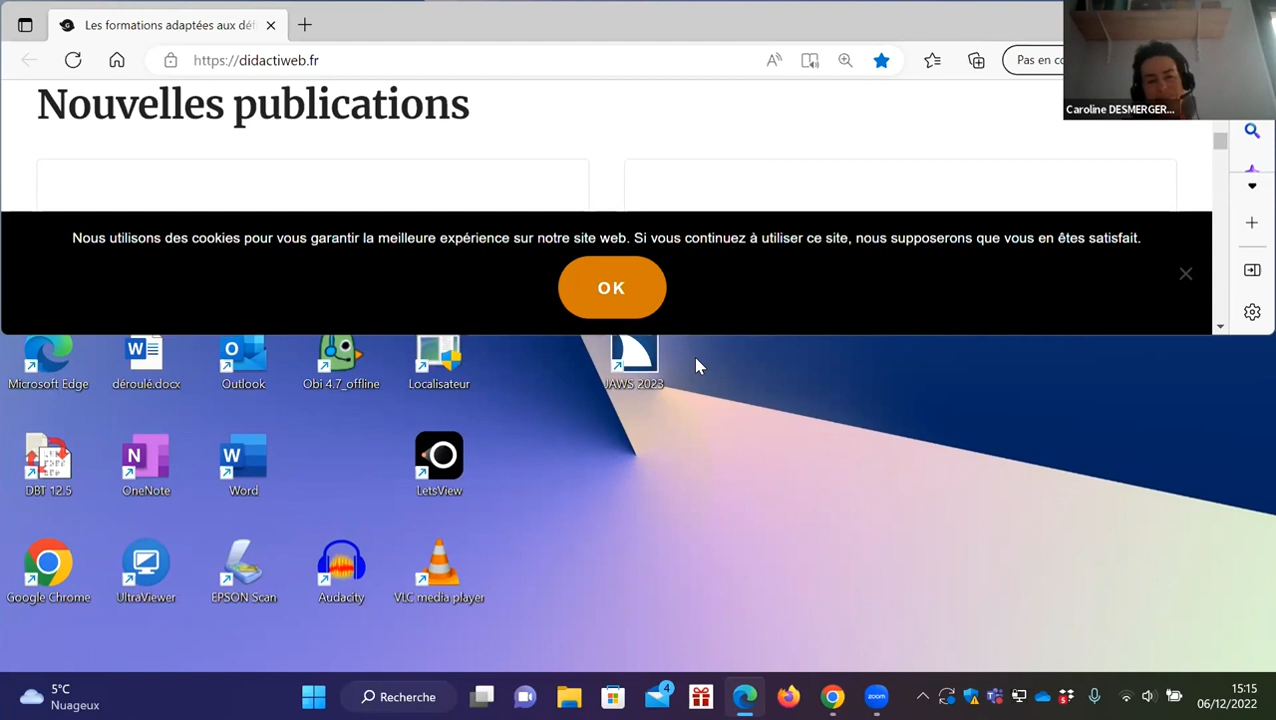 Les formations adaptées aux défi
https://didactiweb.fr
Pas en co
Caroline DESMERGER...
Nouvelles publications
Nous utilisons des cookies pour vous garantir la meilleure expérience sur notre site web. Si vous continuez à utiliser ce site, nous supposerons que vous en êtes satisfait.
OK
Microsoft Edge
déroulé.docx
Outlook
Obi 4.7_offline
Localisateur
JAWS 2023
DBT 12.5
OneNote
Word
LetsView
Google Chrome
UltraViewer
EPSON Scan
Audacity
VLC media player
5°C
Nuageux
Recherche
4
zoom
15:15
06/12/2022